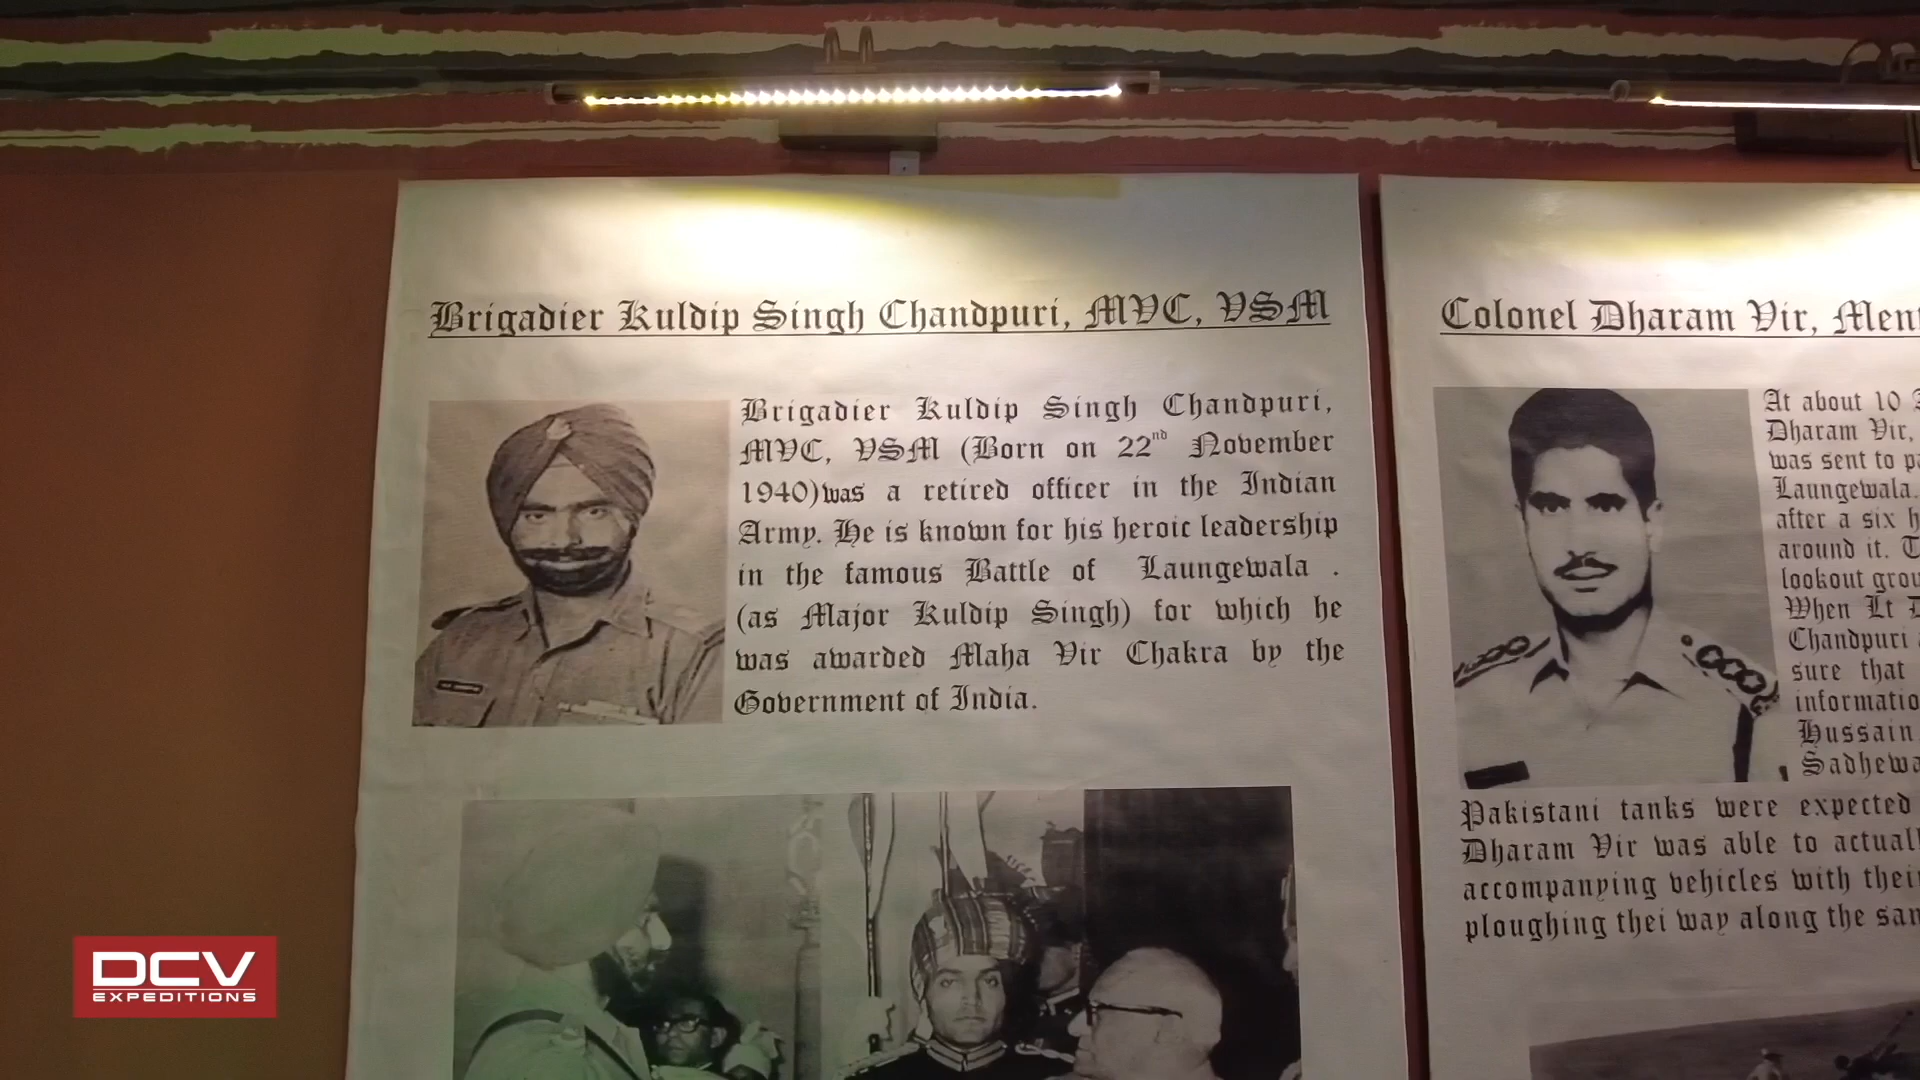 Brigadier Kuldip Singh Chandpuri, MVC, VSM
Brigadier Kuldip Singh Chandpuri,
MVC, VSM (Born on 22nd November
1940)was a retired officer in the Indian
Army. He is known for his heroic leadership
in the famous Battle of Laungewala .
(as Major Kuldip Singh) for which he
was awarded Maha Vir Chakra by the
Government of India.
Colonel Dharam Vir,
At about 10
Dharam Vir,
was sent to
Laungewala.
after a six
around it.
lookout
When Lt
Chandpuri
sure that
Hussain
Pakistani tanks were expected
Dharam Vir was able to
accompanying vehicles with
ploughing thei way along the
DCV
EXPEDITIONS